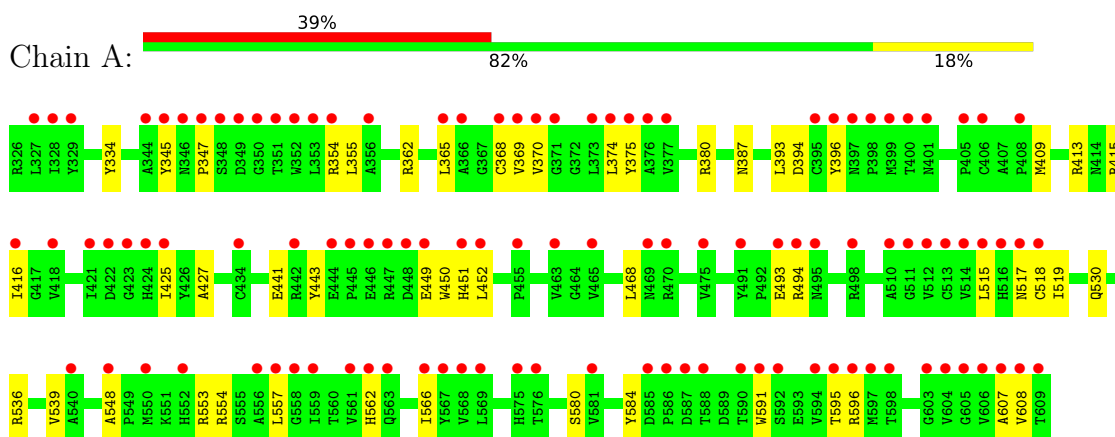 39%
Chain A:
82% 18%
R326 L327 I328 Y329 Y334 A344 Y345 N346 P347 S348 D349 G350 T351 W352 L353 R354 L355 A356 R362 L365 A366 G367 C368 V369 V370 G371 G372 L373 L374 Y375 A376 V377 R380 N387 L393 D394 C395 Y396 N397 P398 M399 T400 N401 P405 C406 A407 P408 M409 R413 N414 R415
I416 G417 V418 I421 D422 G423 H424 I425 Y426 A427 C434 E441 R442 Y443 E444 P445 E446 R447 D448 E449 W450 H451 L452 P455 V463 G464 V465 L468 N469 R470 V475 Y491 P492 E493 R494 N495 R498 A510 G511 V512 C513 V514 L515 H516 N517 C518 I519 Q530
R536 V539 A540 A548 P549 M550 K551 H552 R553 R554 S555 A556 L557 G558 I559 T560 V561 H562 Q563 I566 Y567 V568 L569 H575 T576 S580 V581 Y584 D585 P586 D587 T588 D589 T590 W591 S592 E593 V594 T595 R596 M597 T598 G603 V604 G605 V606 A607 V608 T609